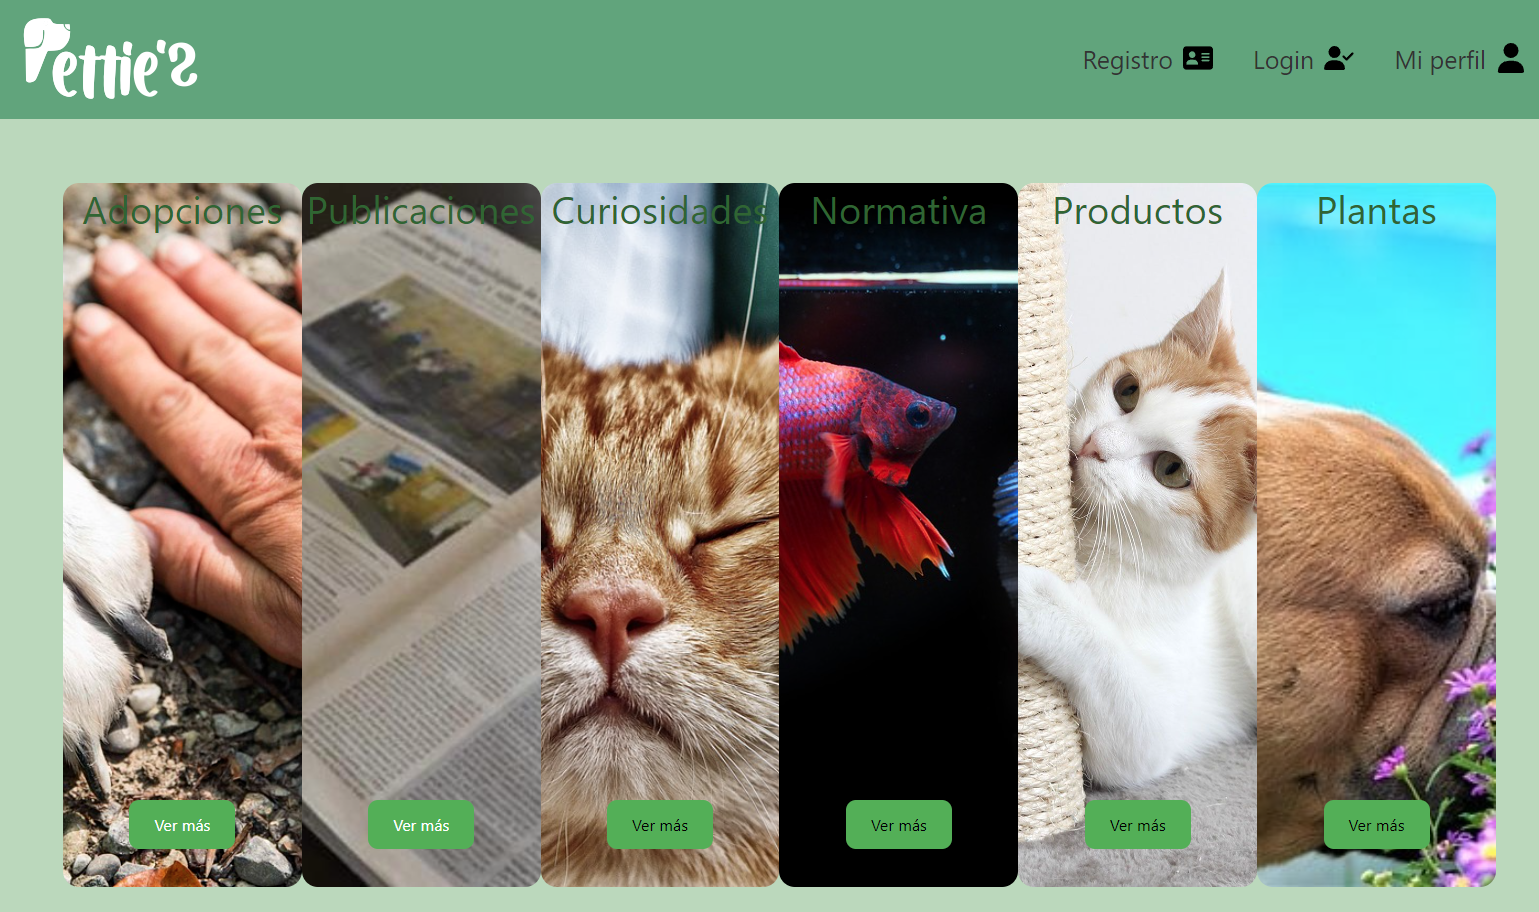 Pettie's
Registro
Login
Mi perfil
Adopciones
Publicaciones
Curiosidades
Normativa
Productos
Plantas
Ver más
Ver más
Ver más
Ver más
Ver más
Ver más